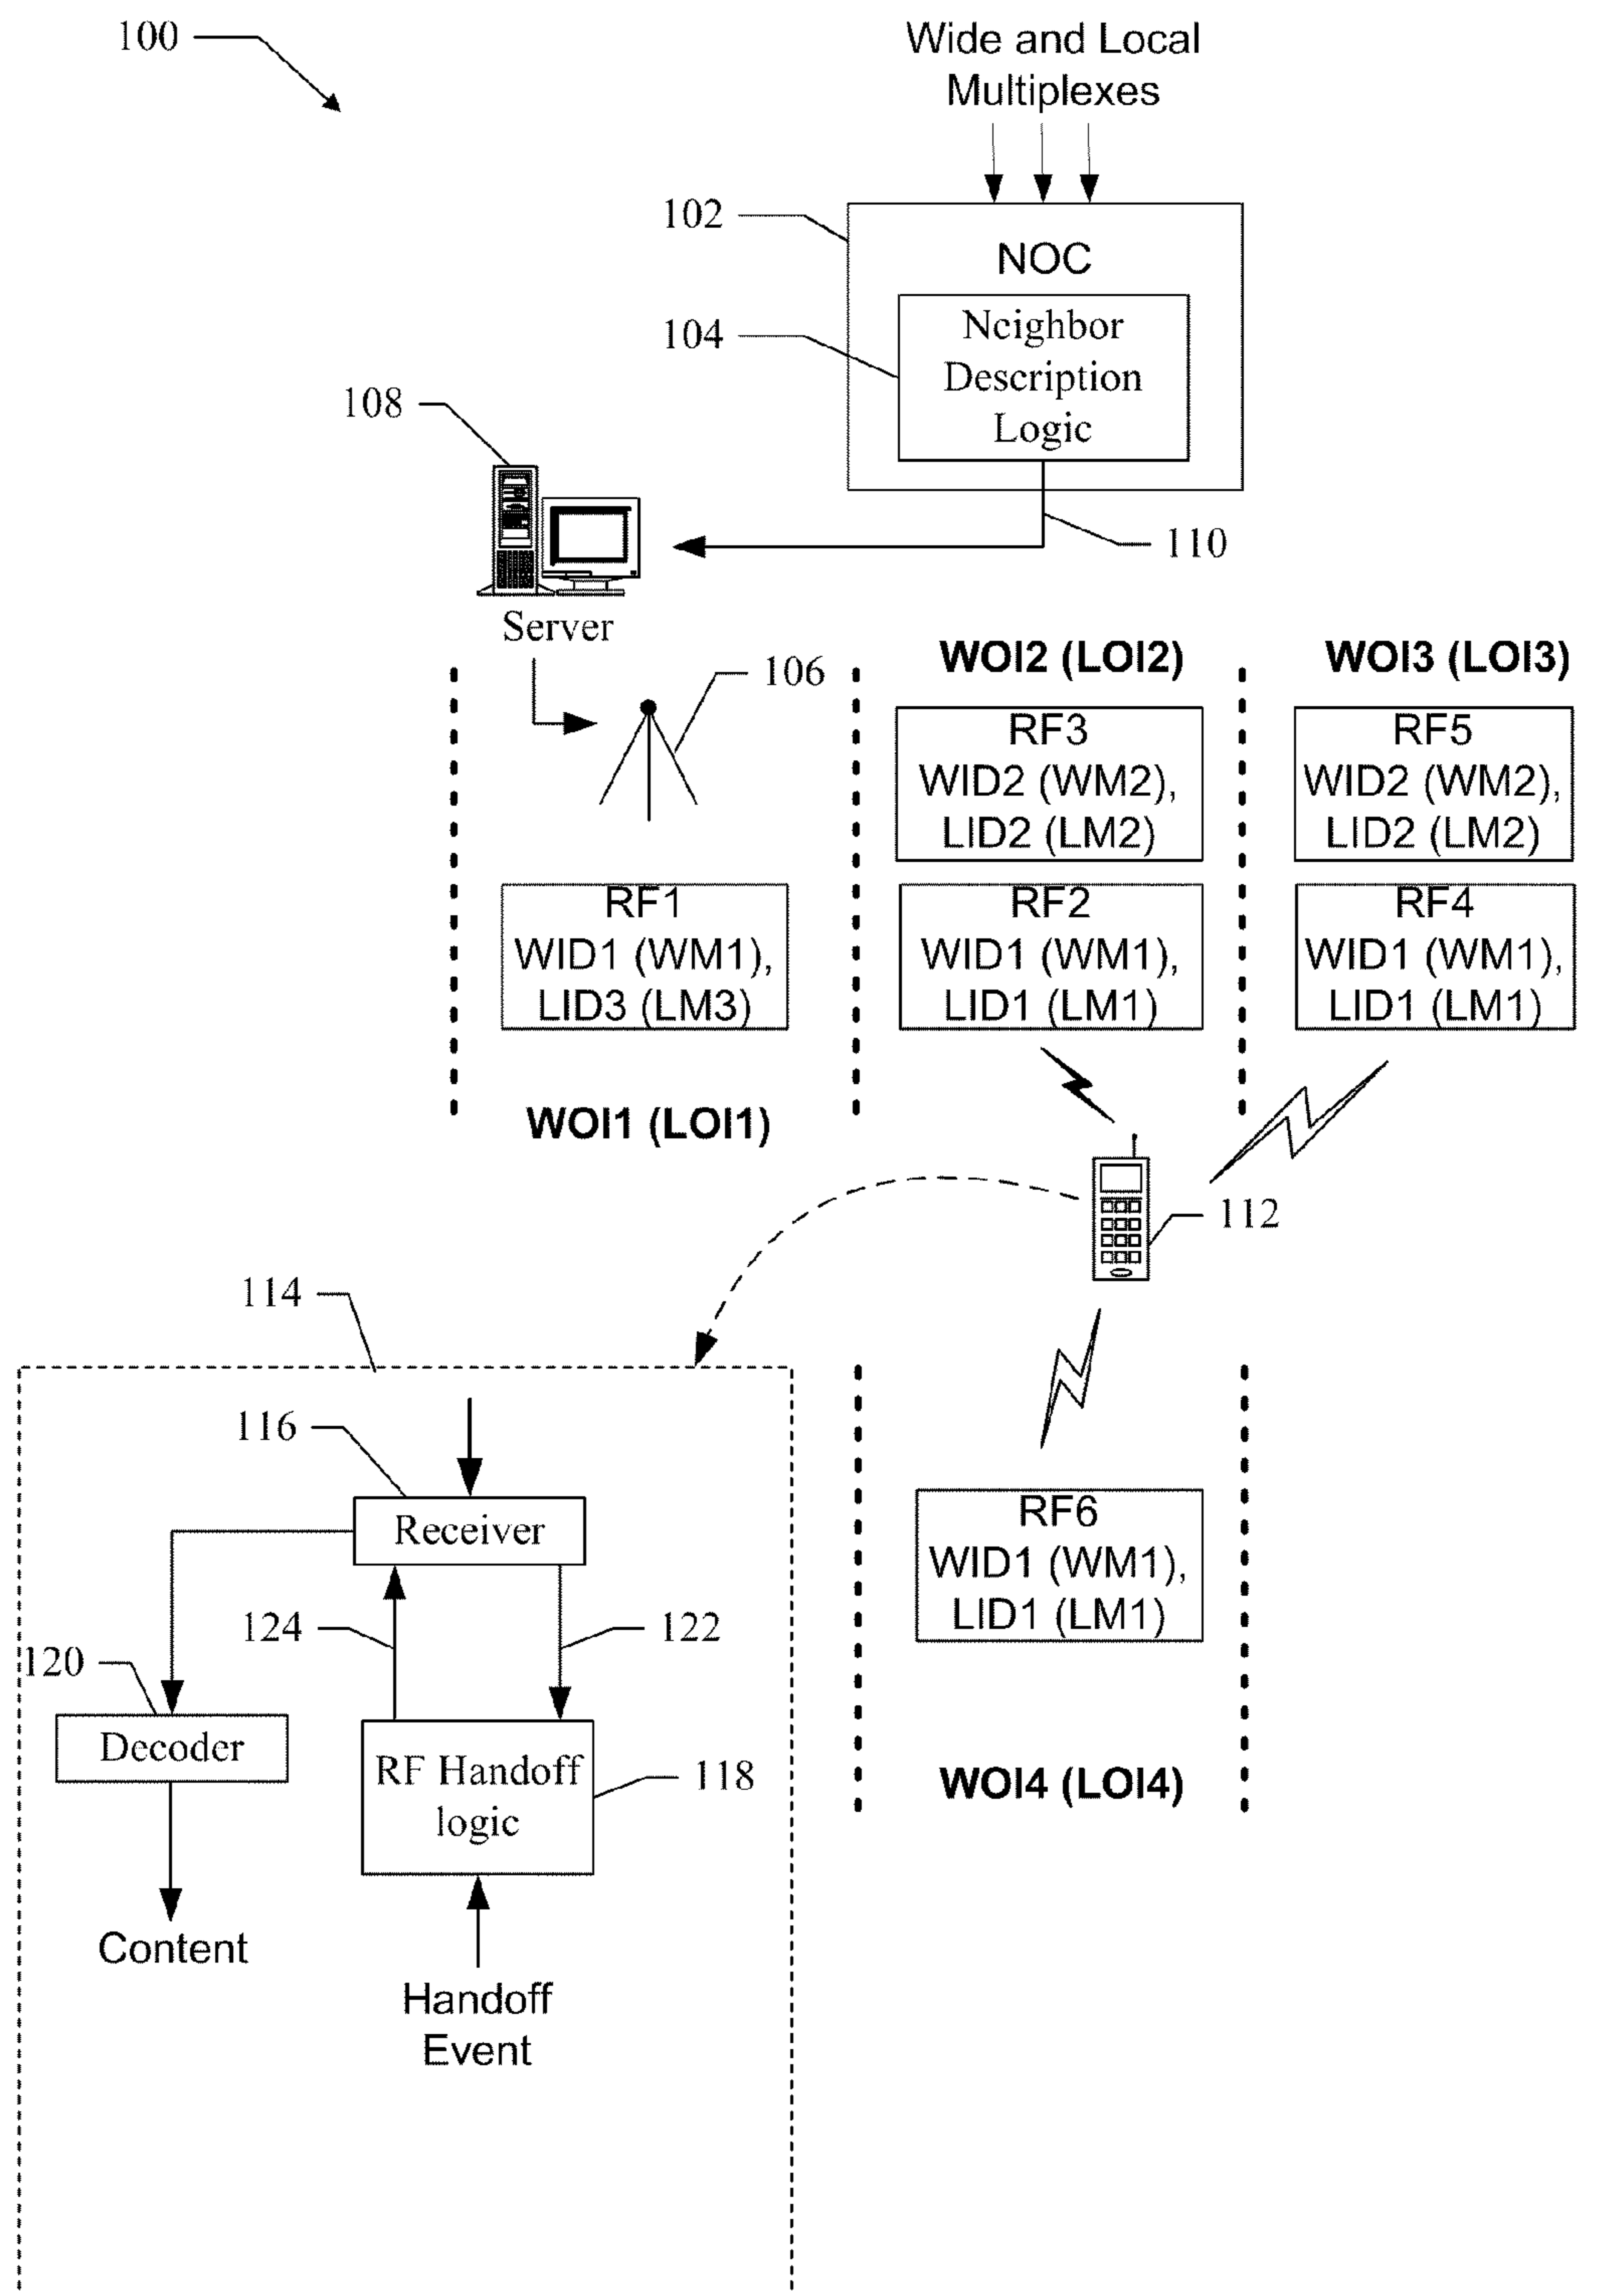 100
Wide and Local
Multiplexes
102
NOC
104
Neighbor
Description
Logic
108
110
Server
106
WOI2 (LOI2)
WOI3 (LOI3)
RF3
WID2 (WM2),
LID2 (LM2)
RF5
WID2 (WM2),
LID2 (LM2)
RF1
WID1 (WM1),
LID3 (LM3)
RF2
WID1 (WM1),
LID1 (LM1)
RF4
WID1 (WM1),
LID1 (LM1)
WOI1 (LOI1)
112
114
116
Receiver
RF6
WID1 (WM1),
LID1 (LM1)
124
122
120
Decoder
RF Handoff
logic
118
WOI4 (LOI4)
Content
Handoff
Event